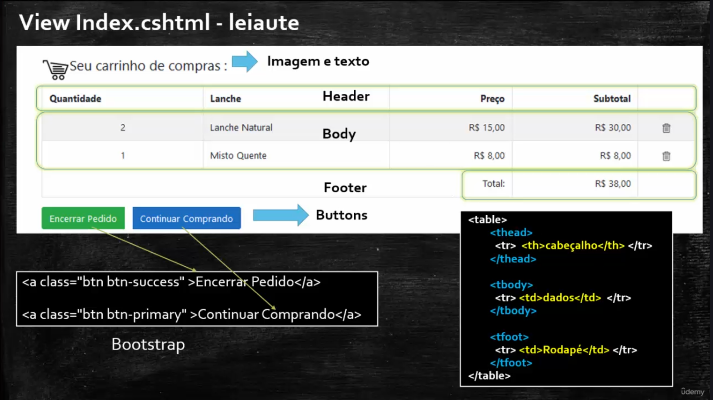 View Index.cshtml - leiaute
Seu carrinho de compras :
Imagem e texto
Quantidade Lanche Header Preço Subtotal
2 Lanche Natural R$ 15,00 R$ 30,00
Body
1 Misto Quente R$ 8,00 R$ 8,00
Footer Total: R$ 38,00
Encerrar Pedido Continuar Comprando Buttons
<a class="btn btn-success" >Encerrar Pedido</a>
<a class="btn btn-primary" >Continuar Comprando</a>
Bootstrap
<table>
<thead>
<tr> <th>cabeçalho</th> </tr>
</thead>
<tbody>
<tr> <td>dados</td> </tr>
</tbody>
<tfoot>
<tr> <td>Rodapé</td> </tr>
</tfoot>
</table>
ûdemy